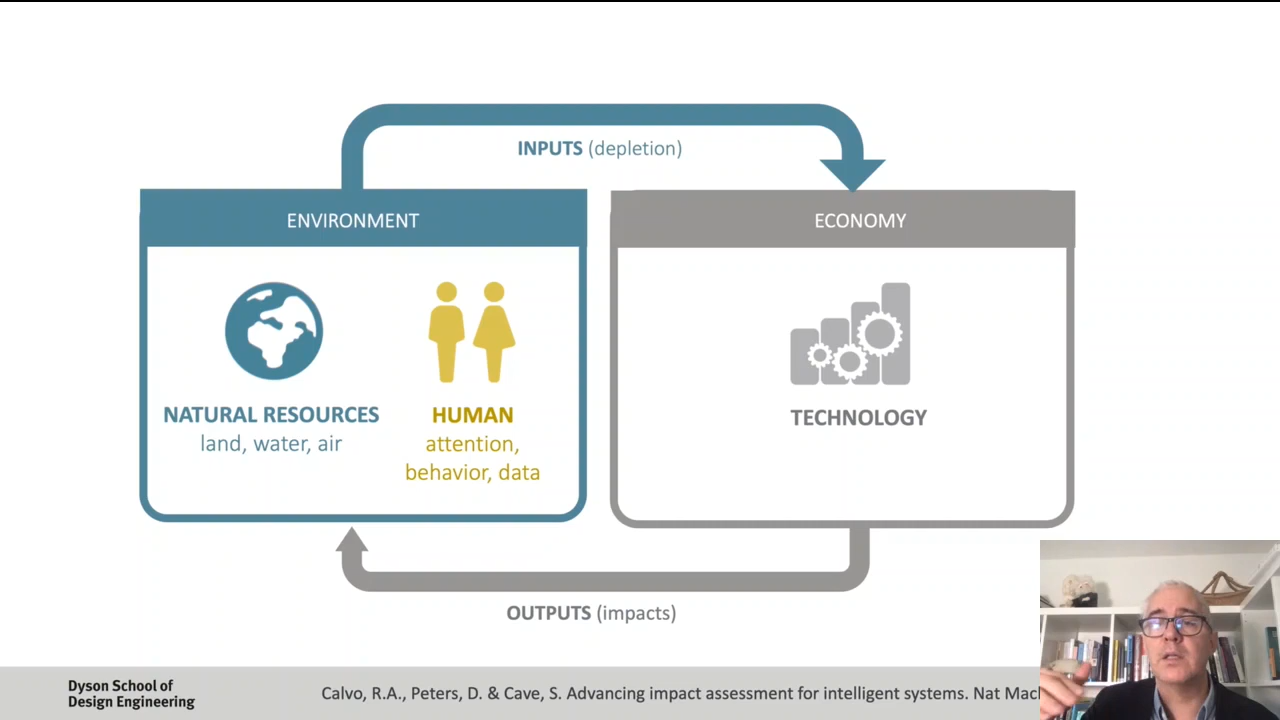 INPUTS (depletion)
ENVIRONMENT
ECONOMY
NATURAL RESOURCES
land, water, air
HUMAN
attention,
behavior, data
TECHNOLOGY
OUTPUTS (impacts)
Dyson School of
Design Engineering
Calvo, R.A., Peters, D. & Cave, S. Advancing impact assessment for intelligent systems. Nat